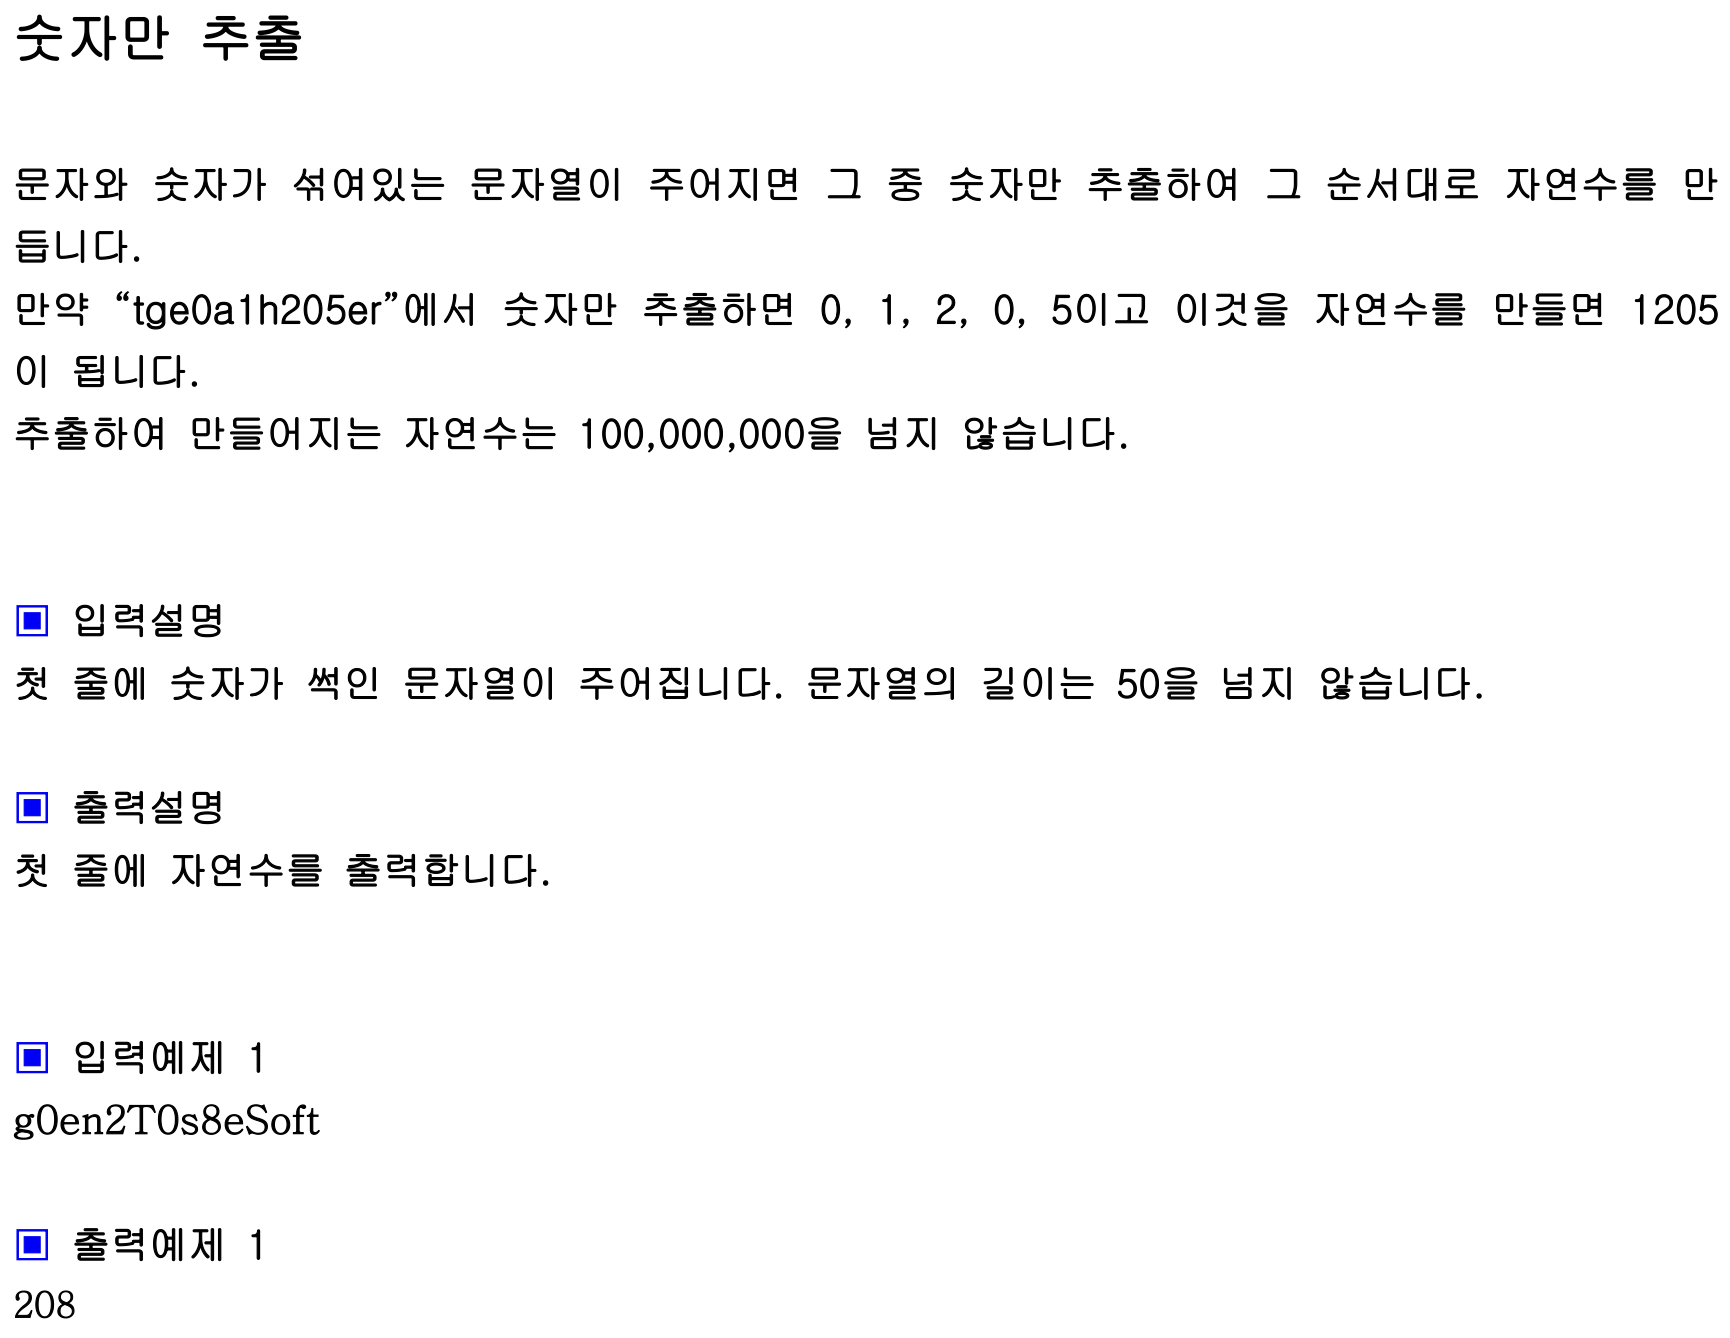 숫자만 추출
문자와 숫자가 섞여있는 문자열이 주어지면 그 중 숫자만 추출하여 그 순서대로 자연수를 만
듭니다.
만약 “tge0a1h205er”에서 숫자만 추출하면 0, 1, 2, 0, 5이고 이것을 자연수를 만들면 1205
이 됩니다.
추출하여 만들어지는 자연수는 100,000,000을 넘지 않습니다.
▣ 입력설명
첫 줄에 숫자가 썩인 문자열이 주어집니다. 문자열의 길이는 50을 넘지 않습니다.
▣ 출력설명
첫 줄에 자연수를 출력합니다.
▣ 입력예제 1
g0en2T0s8eSoft
▣ 출력예제 1
208